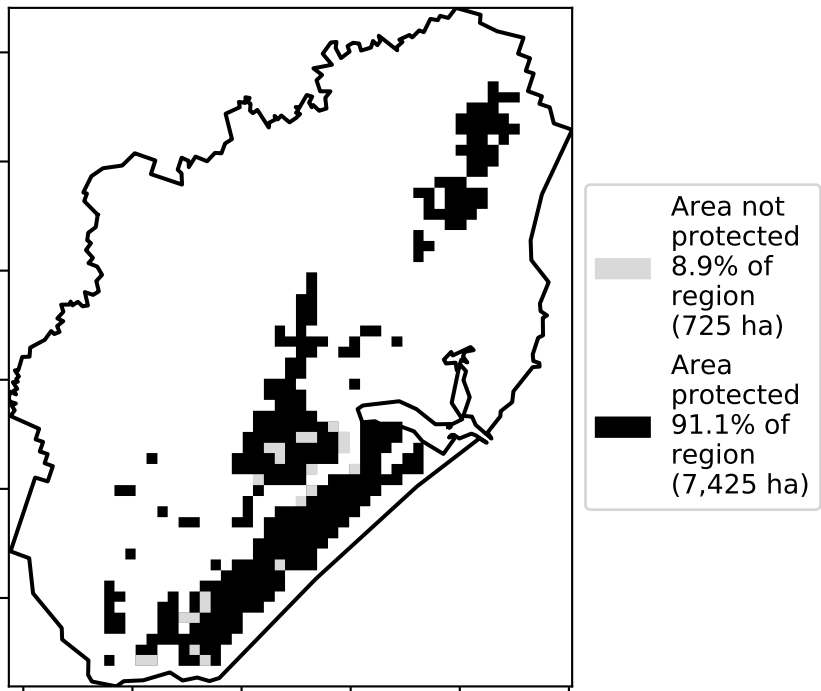 Area not
protected
8.9% of
region
(725 ha)
Area
protected
91.1% of
region
(7,425 ha)